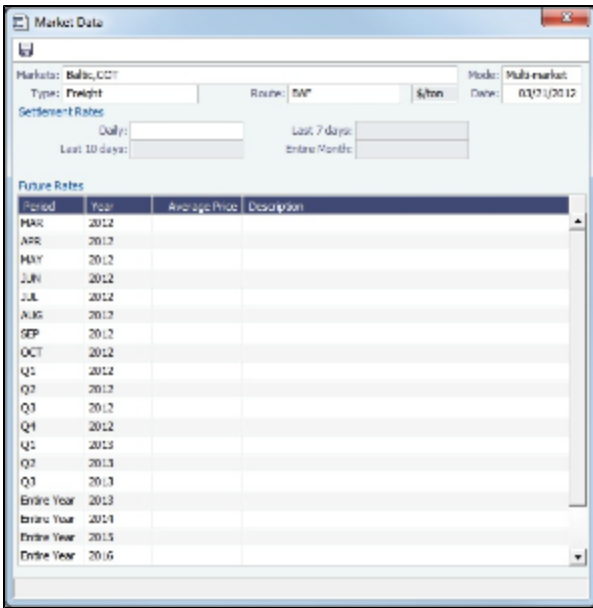 Market Data
Markets: Baltic,COT Mode: Multi-market
Type: Freight Route: $/ton Date: 03/21/2012
Settlement Rates
Daily: Last 7 days:
Last 10 days: Entire Month:
Future Rates
Period Year Average Price Description
MAR 2012
APR 2012
MAY 2012
JUN 2012
JUL 2012
AUG 2012
SEP 2012
OCT 2012
Q1 2012
Q2 2012
Q3 2012
Q4 2012
Q1 2013
Q2 2013
Q3 2013
Entire Year 2013
Entire Year 2014
Entire Year 2015
Entire Year 2016